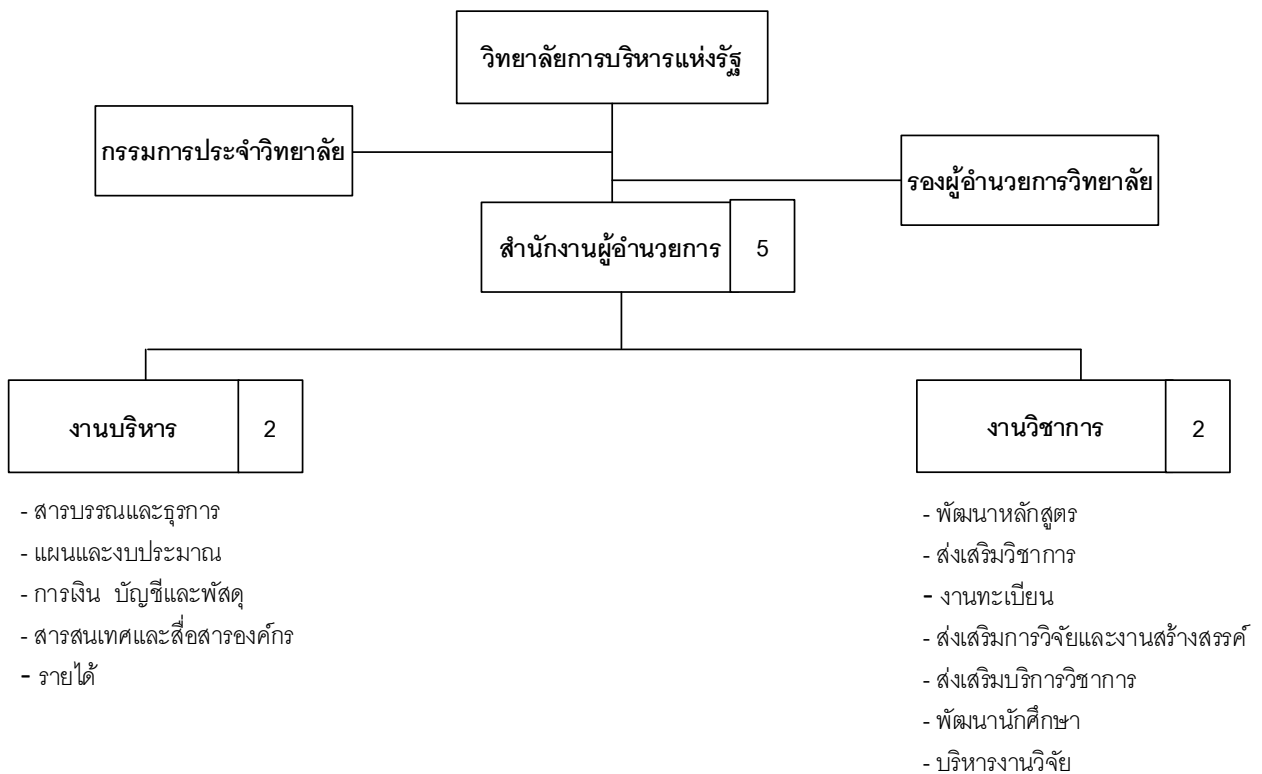 วิทยาลัยการบริหารแห่งรัฐ
กรรมการประจำวิทยาลัย
รองผู้อำนวยการวิทยาลัย
สำนักงานผู้อำนวยการ 5
งานบริหาร 2
- สารบรรณและธุรการ
- แผนและงบประมาณ
- การเงิน บัญชีและพัสดุ
- สารสนเทศและสื่อสารองค์กร
- รายได้
งานวิชาการ 2
- พัฒนาหลักสูตร
- ส่งเสริมวิชาการ
- งานทะเบียน
- ส่งเสริมการวิจัยและงานสร้างสรรค์
- ส่งเสริมบริการวิชาการ
- พัฒนานักศึกษา
- บริหารงานวิจัย